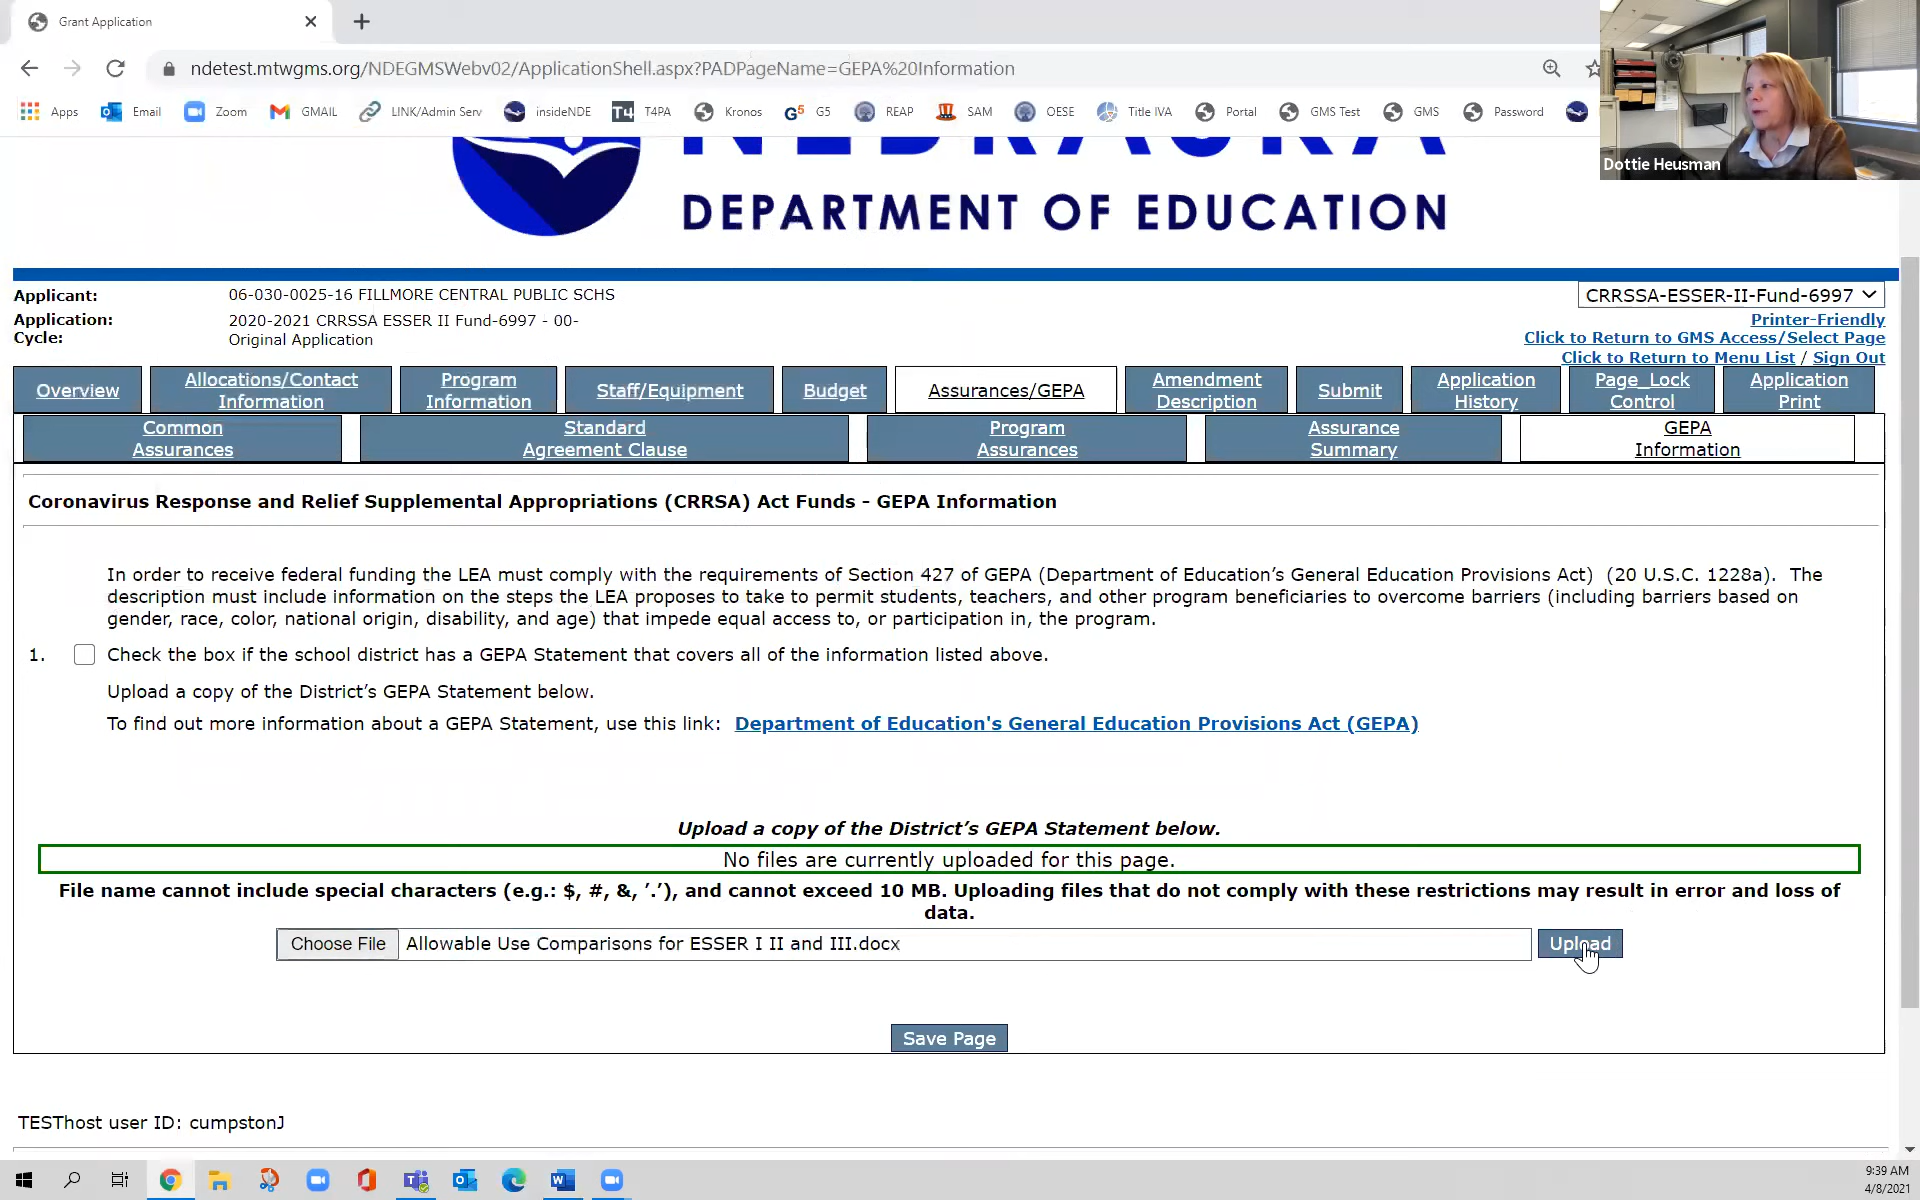 Grant Application
ndetest.mtwgms.org/NDEGMSWebv02/ApplicationShell.aspx?PADPageName=GEPA%20Information
Apps Email Zoom GMAIL LINK/Admin Serv insideNDE T4 T4PA Kronos G5 G5 REAP SAM OESE Title IVA Portal GMS Test GMS Password
Dottie Heusman
NEBRASKA
DEPARTMENT OF EDUCATION
Applicant: 06-030-0025-16 FILLMORE CENTRAL PUBLIC SCHS
CRRSSA-ESSER-II-Fund-6997
Application: 2020-2021 CRRSSA ESSER II Fund-6997 - 00-
Printer-Friendly
Cycle: Original Application
Click to Return to GMS Access/Select Page
Click to Return to Menu List / Sign Out
Overview
Allocations/Contact
Information
Program
Information
Staff/Equipment
Budget
Assurances/GEPA
Amendment
Description
Submit
Application
History
Page_Lock
Control
Application
Print
Common
Assurances
Standard
Agreement Clause
Program
Assurances
Assurance
Summary
GEPA
Information
Coronavirus Response and Relief Supplemental Appropriations (CRRSA) Act Funds - GEPA Information
In order to receive federal funding the LEA must comply with the requirements of Section 427 of GEPA (Department of Education's General Education Provisions Act) (20 U.S.C. 1228a). The
description must include information on the steps the LEA proposes to take to permit students, teachers, and other program beneficiaries to overcome barriers (including barriers based on
gender, race, color, national origin, disability, and age) that impede equal access to, or participation in, the program.
1. Check the box if the school district has a GEPA Statement that covers all of the information listed above.
Upload a copy of the District's GEPA Statement below.
To find out more information about a GEPA Statement, use this link: Department of Education's General Education Provisions Act (GEPA)
Upload a copy of the District's GEPA Statement below.
No files are currently uploaded for this page.
File name cannot include special characters (e.g.: $, #, &, '.'), and cannot exceed 10 MB. Uploading files that do not comply with these restrictions may result in error and loss of
data.
Choose File Allowable Use Comparisons for ESSER I II and III.docx Upload
Save Page
TESThost user ID: cumpstonJ
9:39 AM
4/8/2021